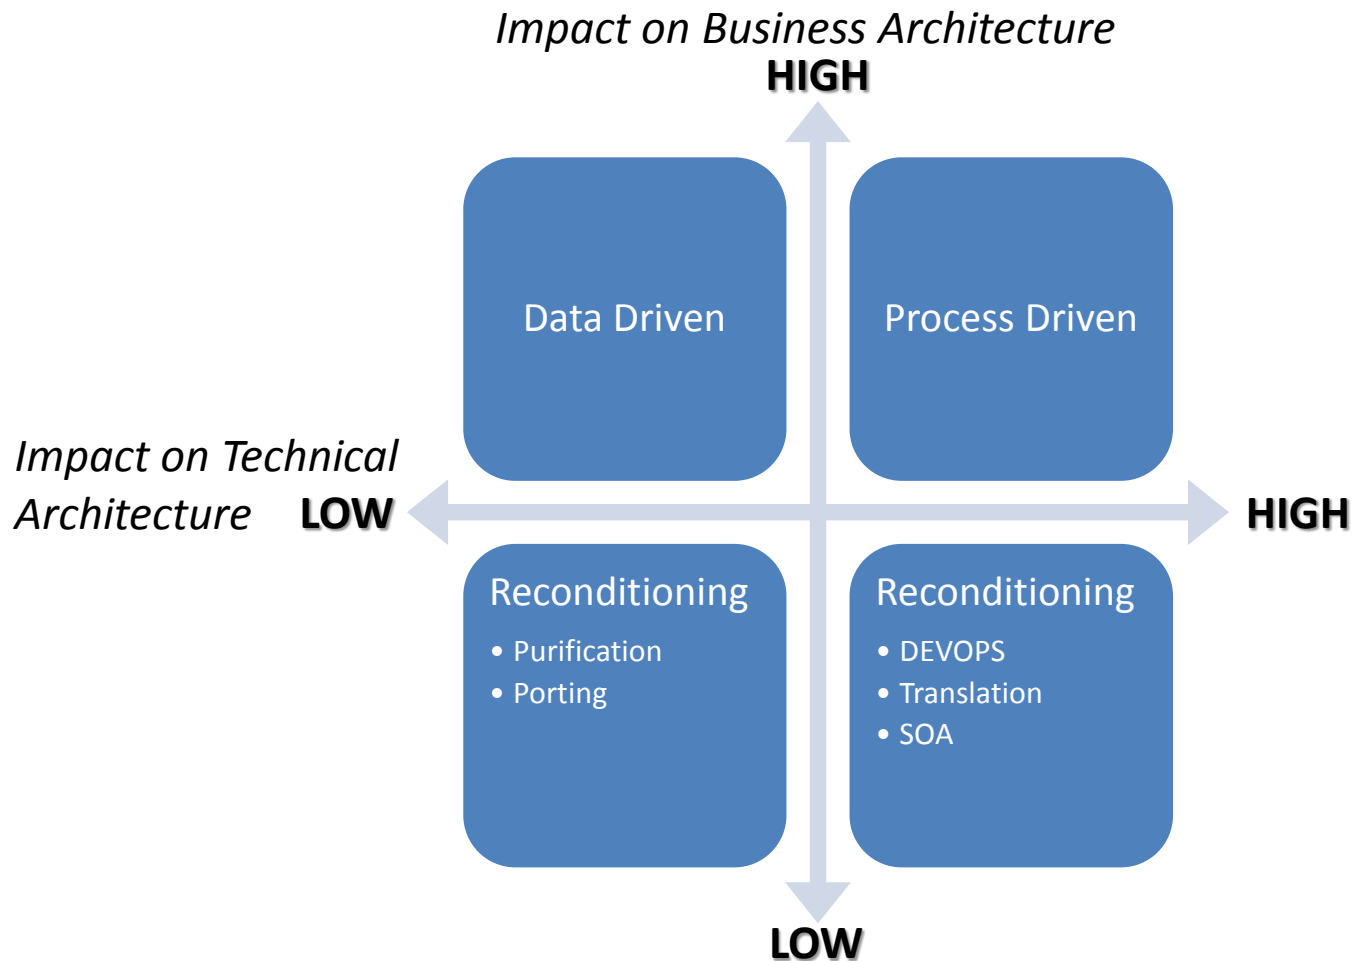 Impact on Business Architecture
HIGH
Data Driven
Process Driven
Impact on Technical
Architecture LOW
HIGH
Reconditioning
• Purification
• Porting
Reconditioning
• DEVOPS
• Translation
• SOA
LOW